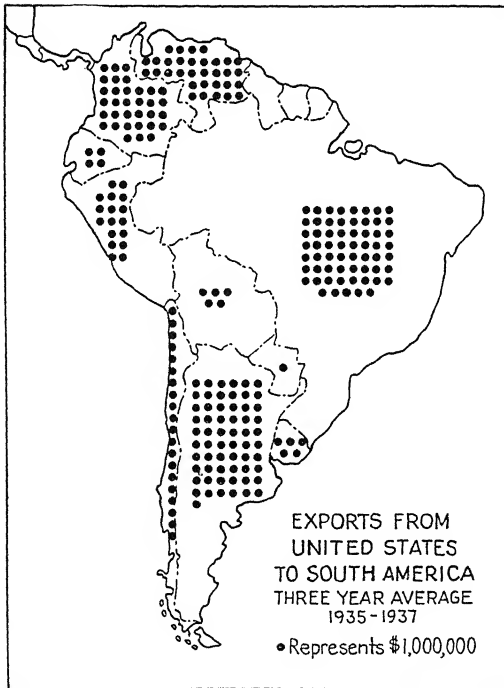 EXPORTS FROM
UNITED STATES
TO SOUTH AMERICA
THREE YEAR AVERAGE
1935-1937
Represents $1,000,000